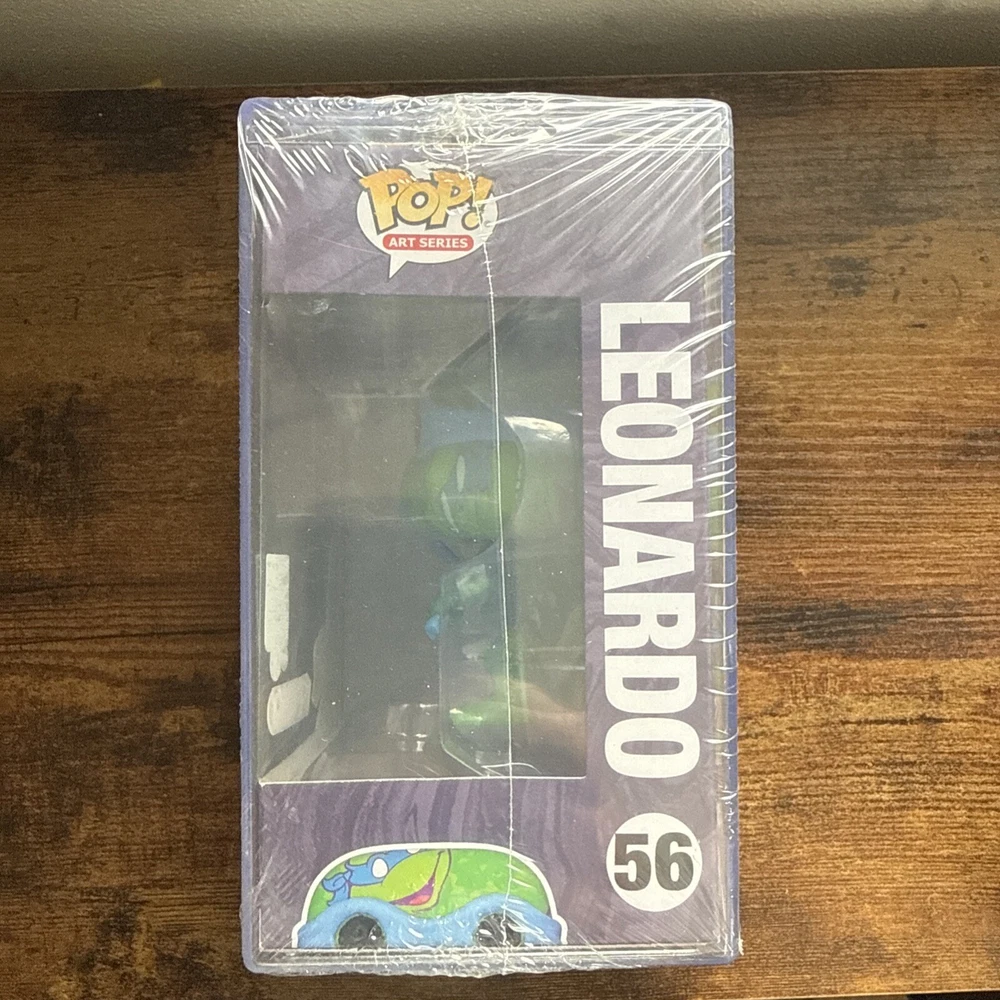 POP!
ART SERIES
LEONARDO
56